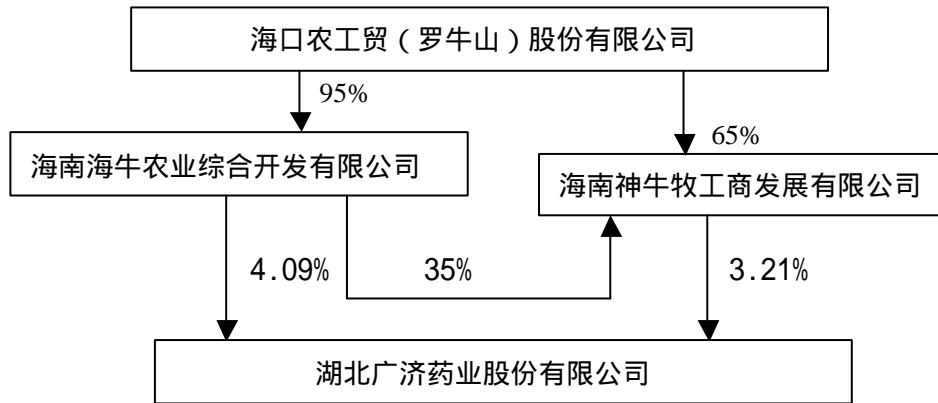 海口农工贸（罗牛山）股份有限公司
95%
65%
海南海牛农业综合开发有限公司
海南神牛牧工商发展有限公司
4.09%
35%
3.21%
湖北广济药业股份有限公司